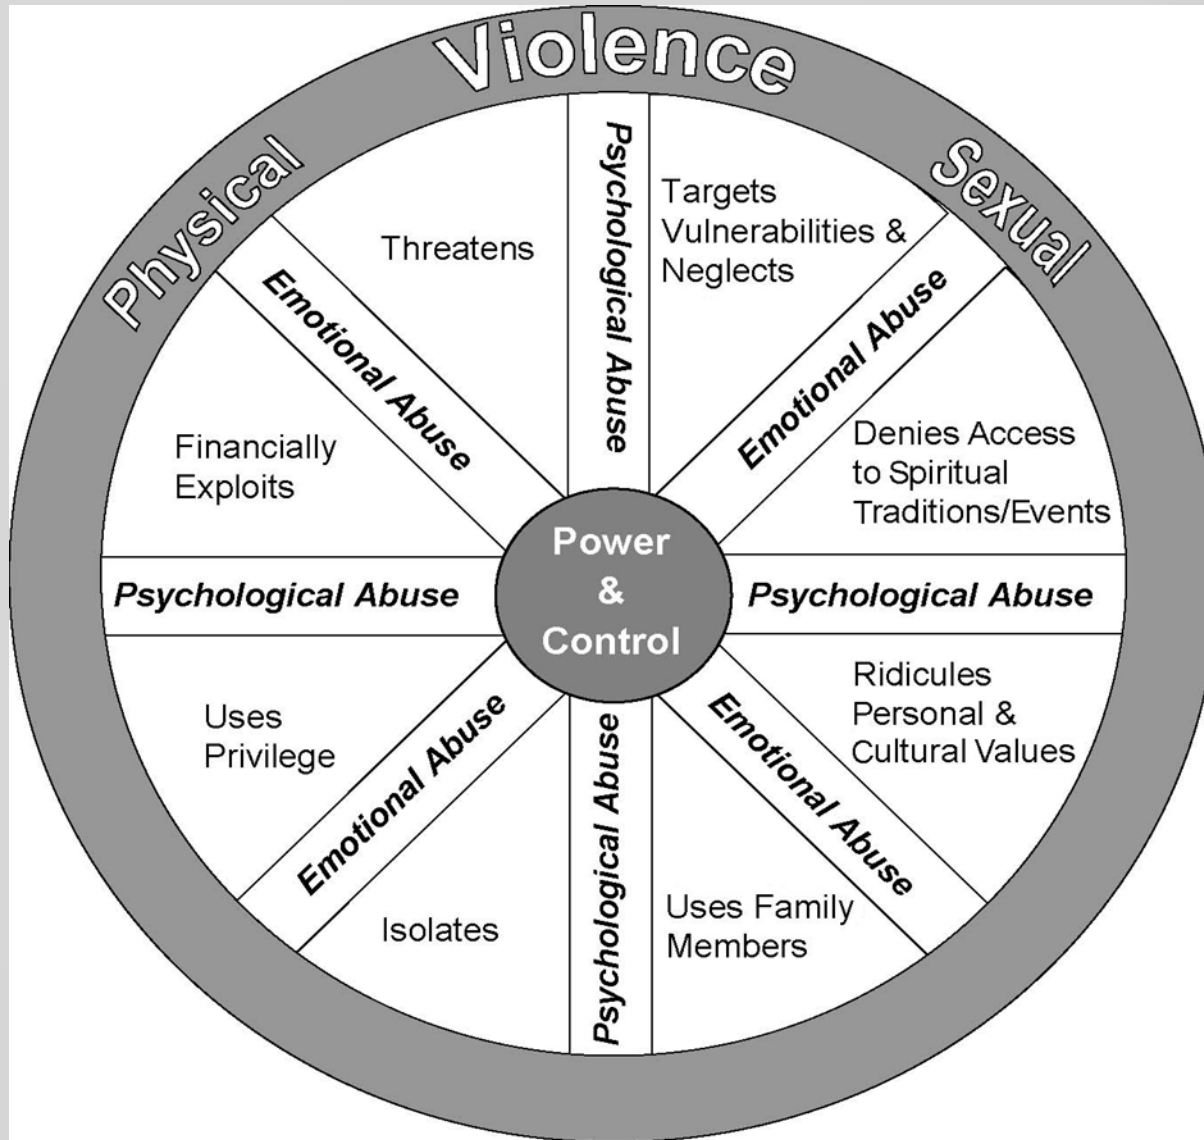 Violence
Physical
Sexual
Psychological Abuse
Threatens
Targets
Vulnerabilities &
Neglects
Emotional Abuse
Emotional Abuse
Financially
Exploits
Denies Access
to Spiritual
Traditions/Events
Power
&
Control
Psychological Abuse
Psychological Abuse
Uses
Privilege
Ridicules
Personal &
Cultural Values
Emotional Abuse
Emotional Abuse
Psychological Abuse
Isolates
Uses Family
Members